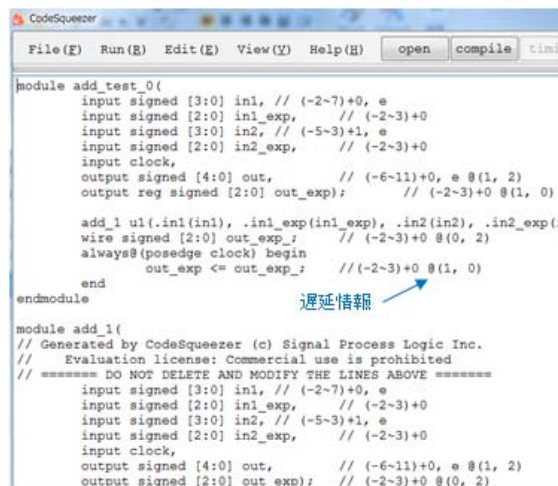 CodeSqueezer
File(F) Run(R) Edit(E) View(V) Help(H) open compile timi
module add_test_0(
input signed [3:0] in1, // (-2~7)+0, e
input signed [2:0] in1_exp, // (-2~3)+0
input signed [3:0] in2, // (-5~3)+1, e
input signed [2:0] in2_exp, // (-2~3)+0
input clock,
output signed [4:0] out, // (-6~11)+0, e @(1, 2)
output reg signed [2:0] out_exp); // (-2~3)+0 @(1, 0)
add_1 u1(.in1(in1), .in1_exp(in1_exp), .in2(in2), .in2_exp(i
wire signed [2:0] out_exp_; // (-2~3)+0 @(0, 2)
always@(posedge clock) begin
out_exp <= out_exp_; //(-2~3)+0 @(1, 0)
end
endmodule
遅延情報
module add_1(
// Generated by CodeSqueezer (c) Signal Process Logic Inc.
// Evaluation license: Commercial use is prohibited
// ======= DO NOT DELETE AND MODIFY THE LINES ABOVE =======
input signed [3:0] in1, // (-2~7)+0, e
input signed [2:0] in1_exp, // (-2~3)+0
input signed [3:0] in2, // (-5~3)+1, e
input signed [2:0] in2_exp, // (-2~3)+0
input clock,
output signed [4:0] out, // (-6~11)+0, e @(1, 2)
output signed [2:0] out_exp); // (-2~3)+0 @(0, 2)